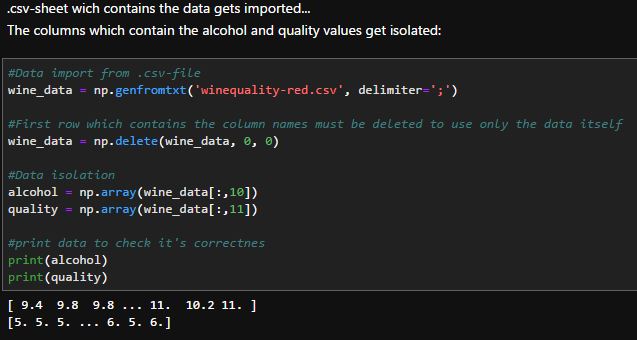 .csv-sheet wich contains the data gets imported...
The columns which contain the alcohol and quality values get isolated:
#Data import from .csv-file
wine_data = np.genfromtxt('winequality-red.csv', delimiter=';')
#First row which contains the column names must be deleted to use only the data itself
wine_data = np.delete(wine_data, 0, 0)
#Data isolation
alcohol = np.array(wine_data[:,10])
quality = np.array(wine_data[:,11])
#print data to check it's correctnes
print(alcohol)
print(quality)
[ 9.4  9.8  9.8 ... 11.  10.2 11. ]
[5. 5. 5. ... 6. 5. 6.]